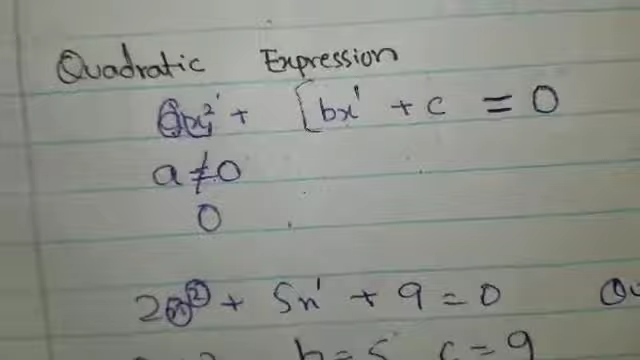 Quadratic Expression
ax² + [bx¹ + c = 0
a ≠ 0
0
2x² + 5x¹ + 9 = 0
b = 5 c = 9